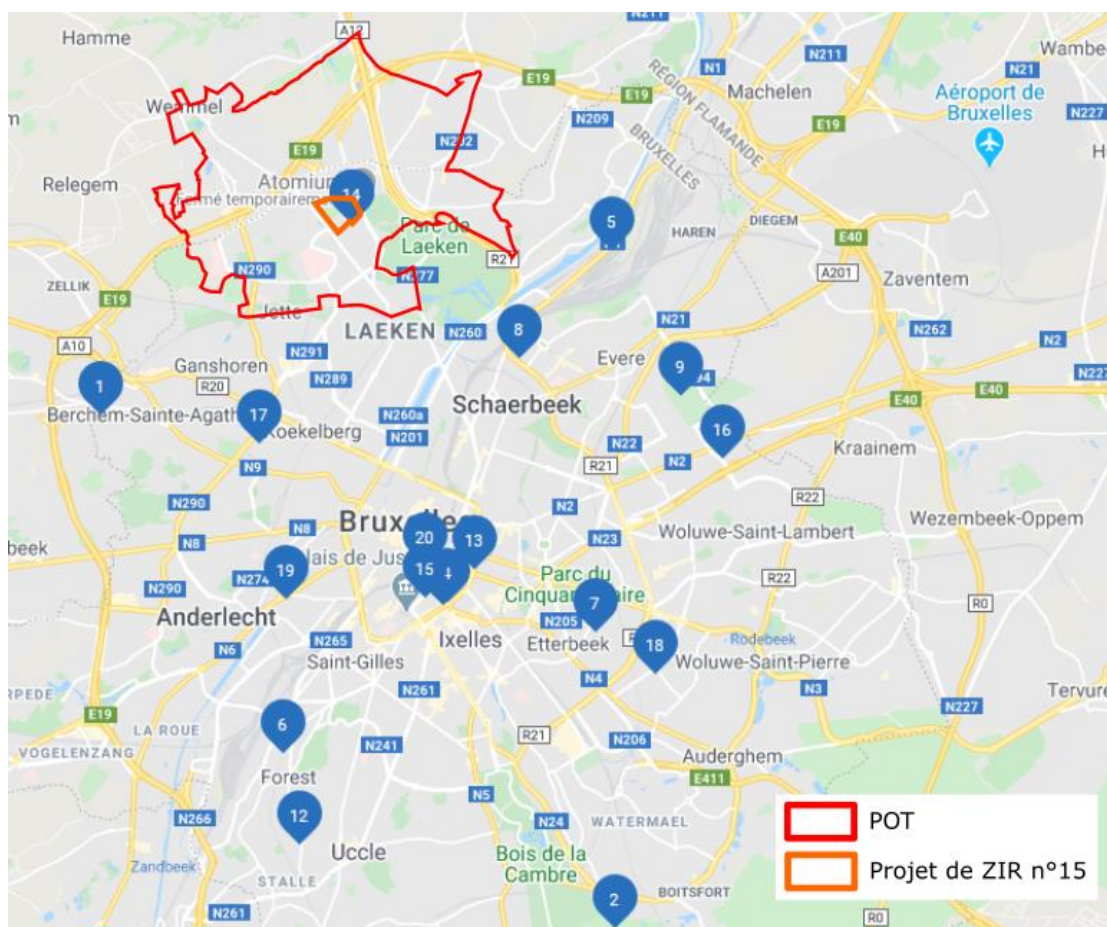 Hamme
A12
N211
N1
N211
Wemmel
E19
Machelen
N21
E19
RÉGION FLAMANDE
BRUXELLES
Aéroport de
Bruxelles
N209
E19
N227
N202
E19
Relegem
Atomium
14
Fermé
5
DIEGEM
Parc de
Laeken
HAREN
E40
R21
N290
N277
A201
Zaventem
ZELLIK
E19
Jette
8
N21
N262
LAEKEN
N260
A10
Evere
N2
Ganshoren
N291
9
N227
1
R20
N289
E40
Berchem-Sainte-Agath
17
Schaerbeek
E40
Koekelberg
N260a
16
N201
N22
Kraainem
N9
R21
N2
N290
R22
N8
N2
Wezembeek-Oppem
Woluwe-Saint-Lambert
20
13
N23
N8
15
19
N274
Parc du
R22
N290
7
R0
Anderlecht
N205
Ixelles
Etterbeek
18
Rodebeek
N265
N6
Saint-Gilles
Woluwe-Saint-Pierre
N4
N261
N3
E19
LA ROUE
6
N227
VOGELENZANG
N241
R21
N206
Auderghem
Forest
E411
N5
12
N266
N24
WATERMAEL
POT
Uccle
Bois de la
Cambre
Projet de ZIR n°15
Zandbeek
STALLE
2
BOITSFORT
N261
R0